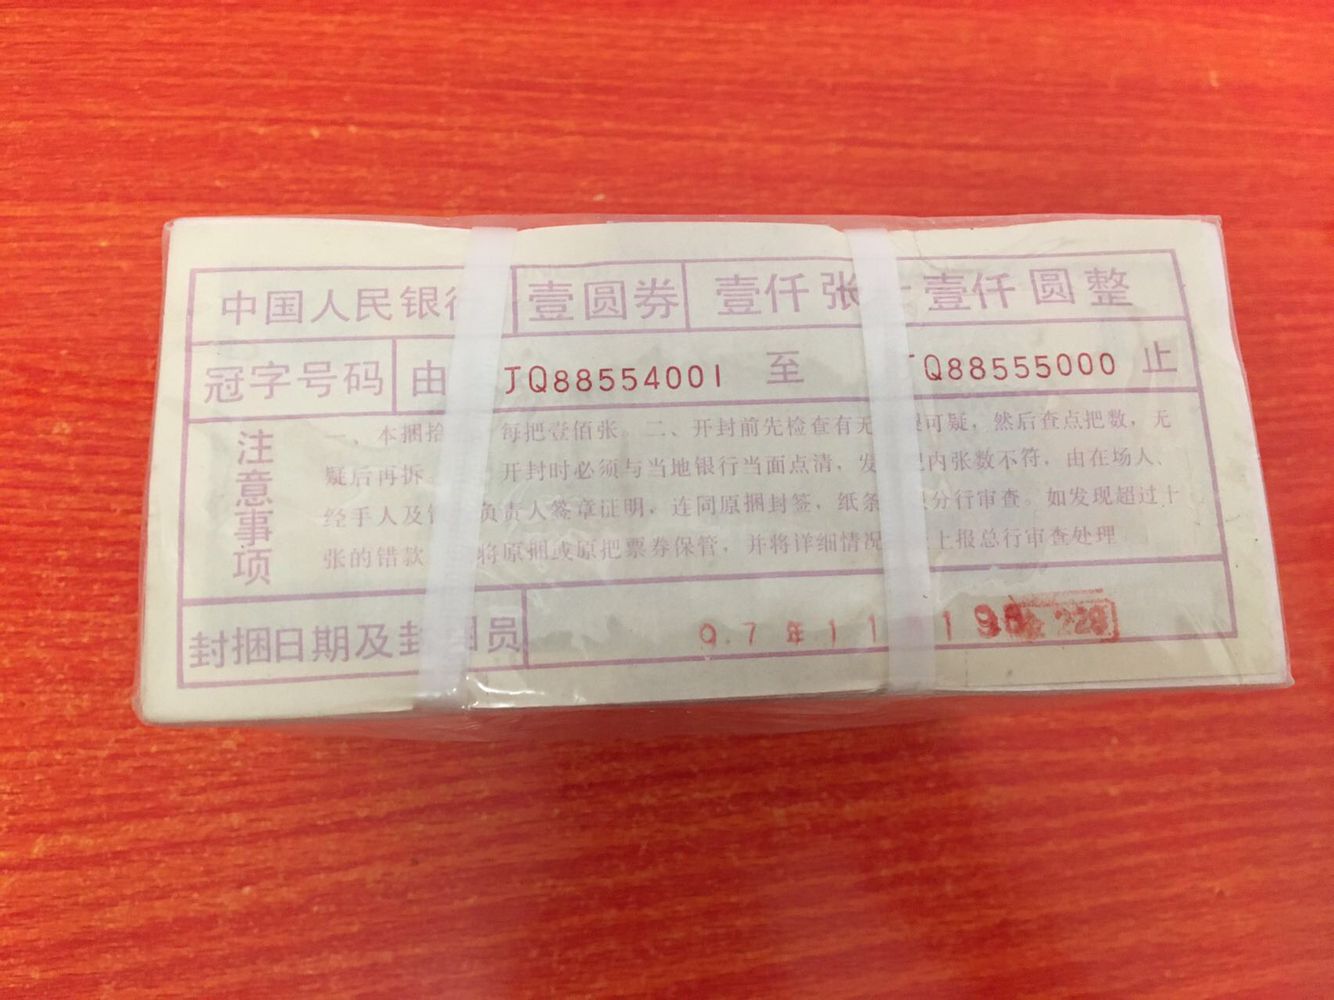 中国人民银行 壹圆券 壹仟张 壹仟圆整
冠字号码 由 JQ88554001 至 Q88555000 止
注意事项
一、本捆拾 每把壹佰张。二、开封前先检查有无 可疑，然后查点把数，无
疑后再拆。 开封时必须与当地银行当面点清，发 内张数不符，由在场人、
经手人及 负责人签章证明，连同原捆封签，纸条 分行审查。如发现超过十
张的错款 将原捆或原把票券保管，并将详细情况 上报总行审查处理
封捆日期及封 员 9.7年11 19